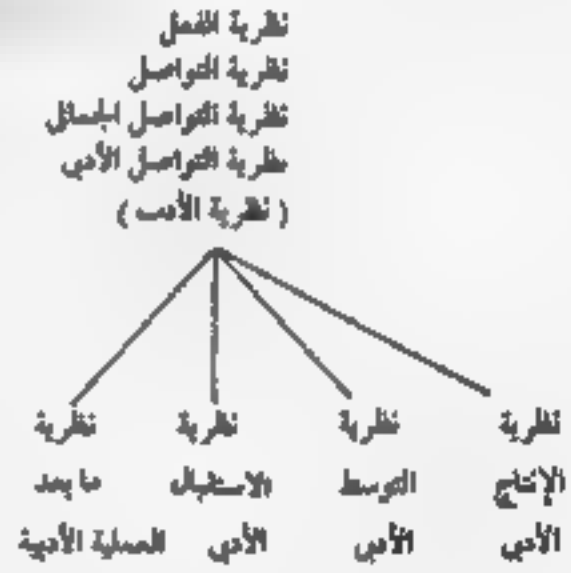 نظرية الفعل
نظرية التواصل
نظرية التواصل الجمالي
نظرية التواصل الأدبي
( نظرية الأدب )
نظرية نظرية نظرية نظرية
الإنتاج التوسط الاستقبال ما بعد
الأدبي الأدبي الأدبي العملية الأدبية